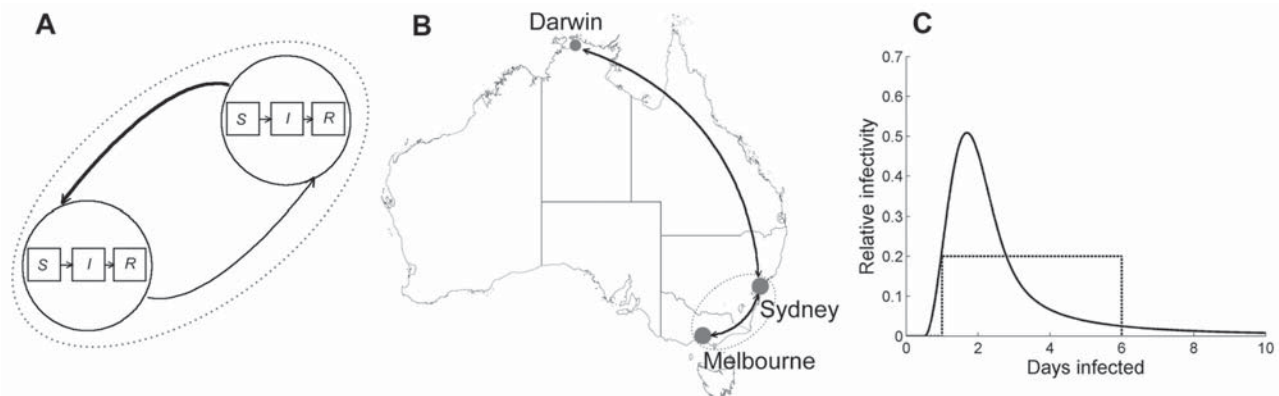 A
S I R
S I R
B
Darwin
Sydney
Melbourne
C
Relative infectivity
0.7
0.6
0.5
0.4
0.3
0.2
0.1
0
0 2 4 6 8 10
Days infected